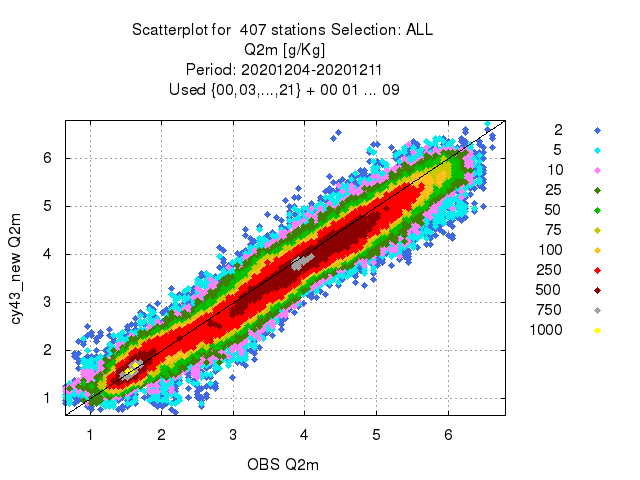 Scatterplot for 407 stations Selection: ALL
Q2m [g/Kg]
Period: 20201204-20201211
Used {00,03,...,21} + 00 01 ... 09
cy43_new Q2m
6
5
4
3
2
1
1 2 3 4 5 6
OBS Q2m
2
5
10
25
50
75
100
250
500
750
1000